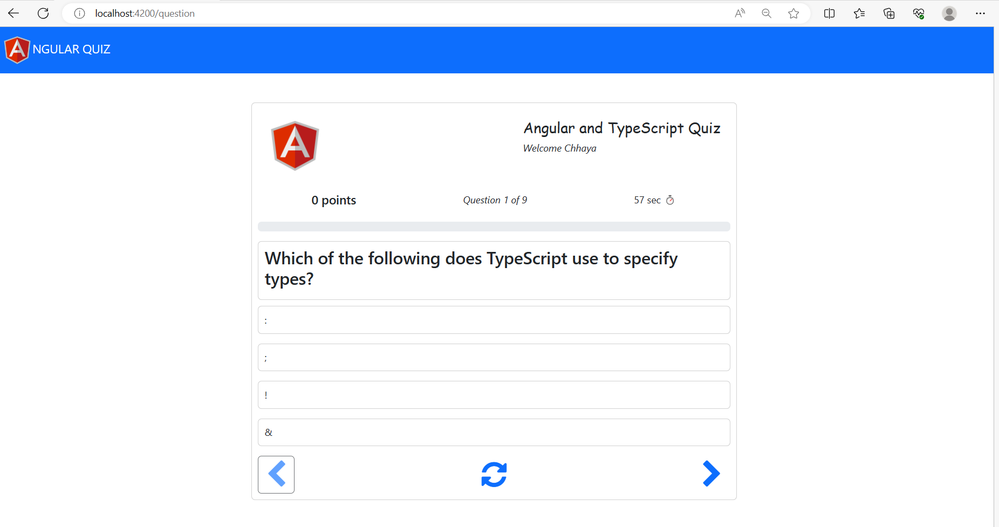 localhost:4200/question
NGULAR QUIZ
Angular and TypeScript Quiz
Welcome Chhaya
0 points
Question 1 of 9
57 sec
Which of the following does TypeScript use to specify
types?
:
;
!
&